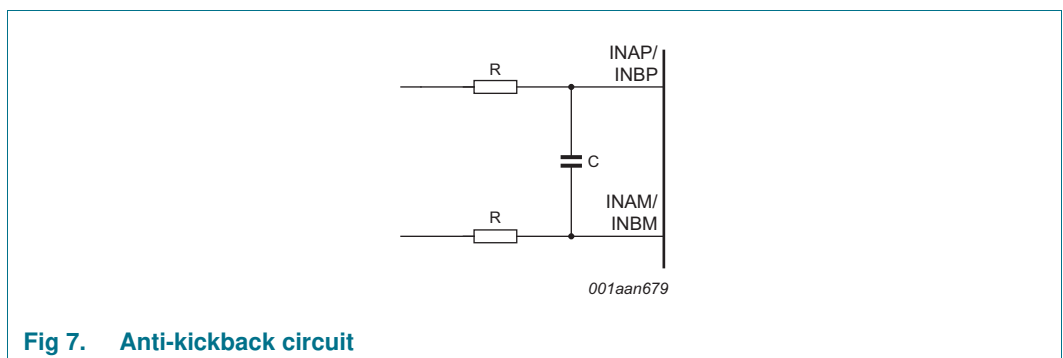 INAP/
INBP
R
C
INAM/
INBM
R
001aan679
Fig 7. Anti-kickback circuit